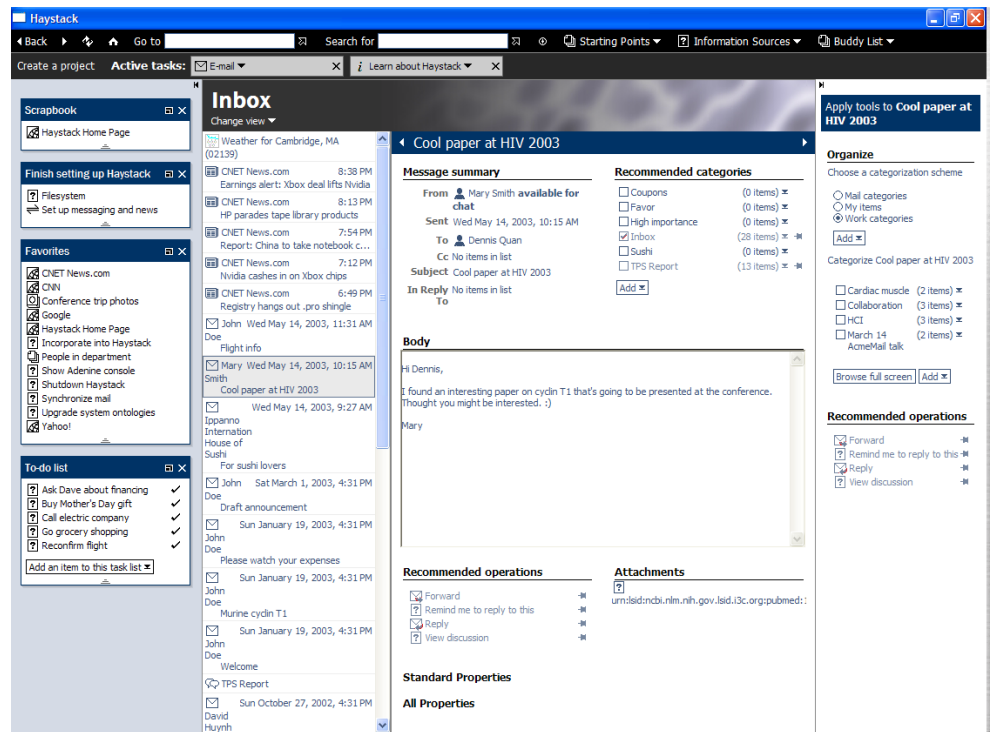 Haystack
Back Go to Search for Starting Points Information Sources Buddy List
Create a project Active tasks: E-mail X i Learn about Haystack X
Scrapbook
Haystack Home Page
Finish setting up Haystack
Filesystem
Set up messaging and news
Favorites
CNET News.com
CNN
Conference trip photos
Google
Haystack Home Page
Incorporate into Haystack
People in department
Show Adenine console
Shutdown Haystack
Synchronize mail
Upgrade system ontologies
Yahoo!
To-do list
Ask Dave about financing
Buy Mother's Day gift
Call electric company
Go grocery shopping
Reconfirm flight
Add an item to this task list
Inbox
Change view
Weather for Cambridge, MA
(02139)
CNET News.com 8:38 PM
Earnings alert: Xbox deal lifts Nvidia
CNET News.com 8:13 PM
HP parades tape library products
CNET News.com 7:54 PM
Report: China to take notebook c...
CNET News.com 7:12 PM
Nvidia cashes in on Xbox chips
CNET News.com 6:49 PM
Registry hangs out .pro shingle
John Wed May 14, 2003, 11:31 AM
Doe
Flight info
Mary Wed May 14, 2003, 10:15 AM
Smith
Cool paper at HIV 2003
Wed May 14, 2003, 9:27 AM
Ippanno
Internation
House of
Sushi
For sushi lovers
John Sat March 1, 2003, 4:31 PM
Doe
Draft announcement
Sun January 19, 2003, 4:31 PM
John
Doe
Please watch your expenses
Sun January 19, 2003, 4:31 PM
John
Doe
Murine cyclin T1
Sun January 19, 2003, 4:31 PM
John
Doe
Welcome
TPS Report
Sun October 27, 2002, 4:31 PM
David
Huynh
Cool paper at HIV 2003
Message summary
From Mary Smith available for
chat
Sent Wed May 14, 2003, 10:15 AM
To Dennis Quan
Cc No items in list
Subject Cool paper at HIV 2003
In Reply No items in list
To
Recommended categories
Coupons (0 items)
Favor (0 items)
High importance (0 items)
Inbox (28 items)
Sushi (0 items)
TPS Report (13 items)
Add
Body
Hi Dennis,
I found an interesting paper on cyclin T1 that's going to be presented at the conference.
Thought you might be interested. :)
Mary
Recommended operations
Forward
Remind me to reply to this
Reply
View discussion
Attachments
urn:lsid:ncbi.nlm.nih.gov.lsid.i3c.org:pubmed:
Standard Properties
All Properties
Apply tools to Cool paper at
HIV 2003
Organize
Choose a categorization scheme
Mail categories
My items
Work categories
Add
Categorize Cool paper at HIV 2003
Cardiac muscle (2 items)
Collaboration (3 items)
HCI (3 items)
March 14 (2 items)
AcmeMail talk
Browse full screen Add
Recommended operations
Forward
Remind me to reply to this
Reply
View discussion